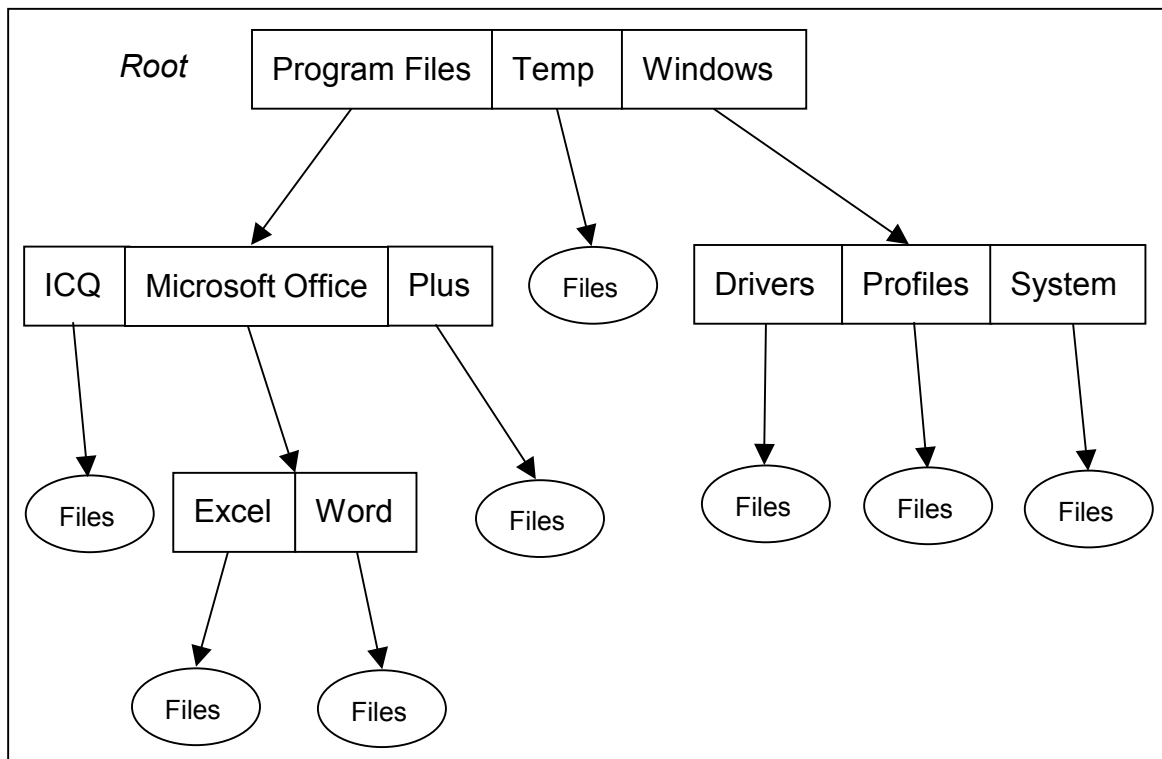 Root Program Files Temp Windows
ICQ Microsoft Office Plus Files Drivers Profiles System
Files Excel Word Files Files Files Files
Files Files